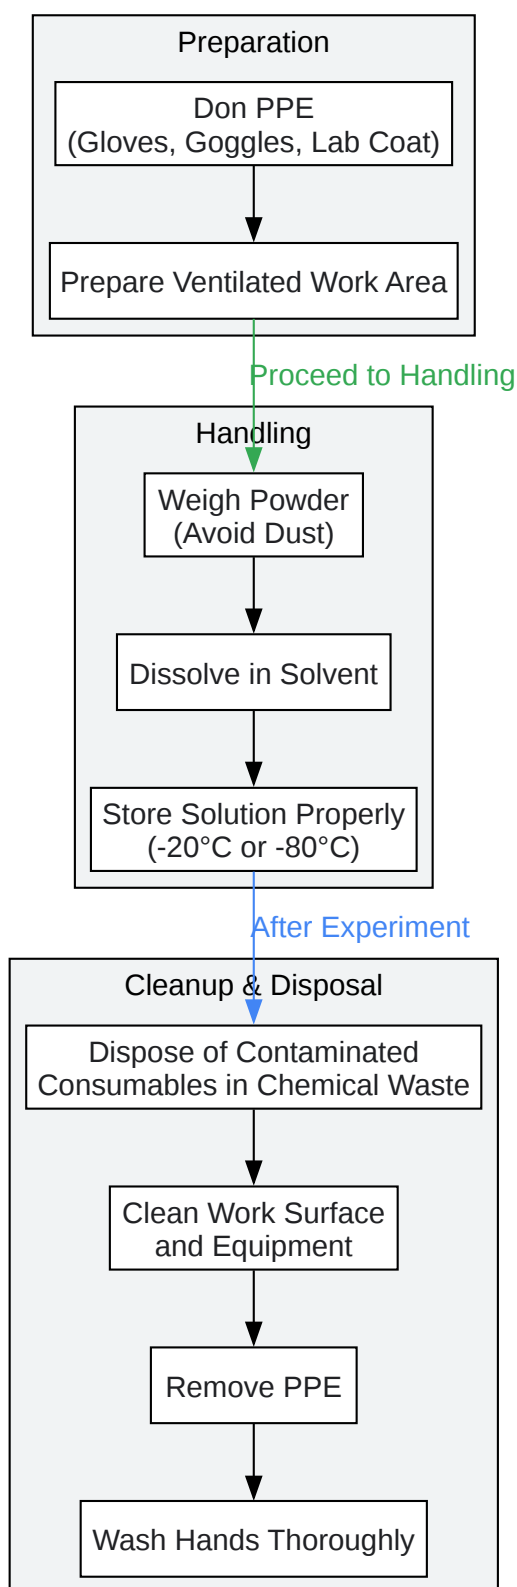 Preparation
Don PPE
(Gloves, Goggles, Lab Coat)
Prepare Ventilated Work Area
Proceed to Handling
Handling
Weigh Powder
(Avoid Dust)
Dissolve in Solvent
Store Solution Properly
(-20°C or -80°C)
After Experiment
Cleanup & Disposal
Dispose of Contaminated
Consumables in Chemical Waste
Clean Work Surface
and Equipment
Remove PPE
Wash Hands Thoroughly